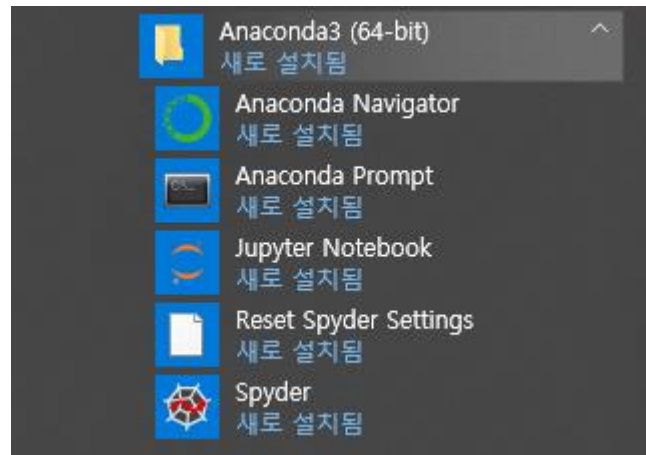 Anaconda3 (64-bit)
새로 설치됨
Anaconda Navigator
새로 설치됨
Anaconda Prompt
새로 설치됨
Jupyter Notebook
새로 설치됨
Reset Spyder Settings
새로 설치됨
Spyder
새로 설치됨